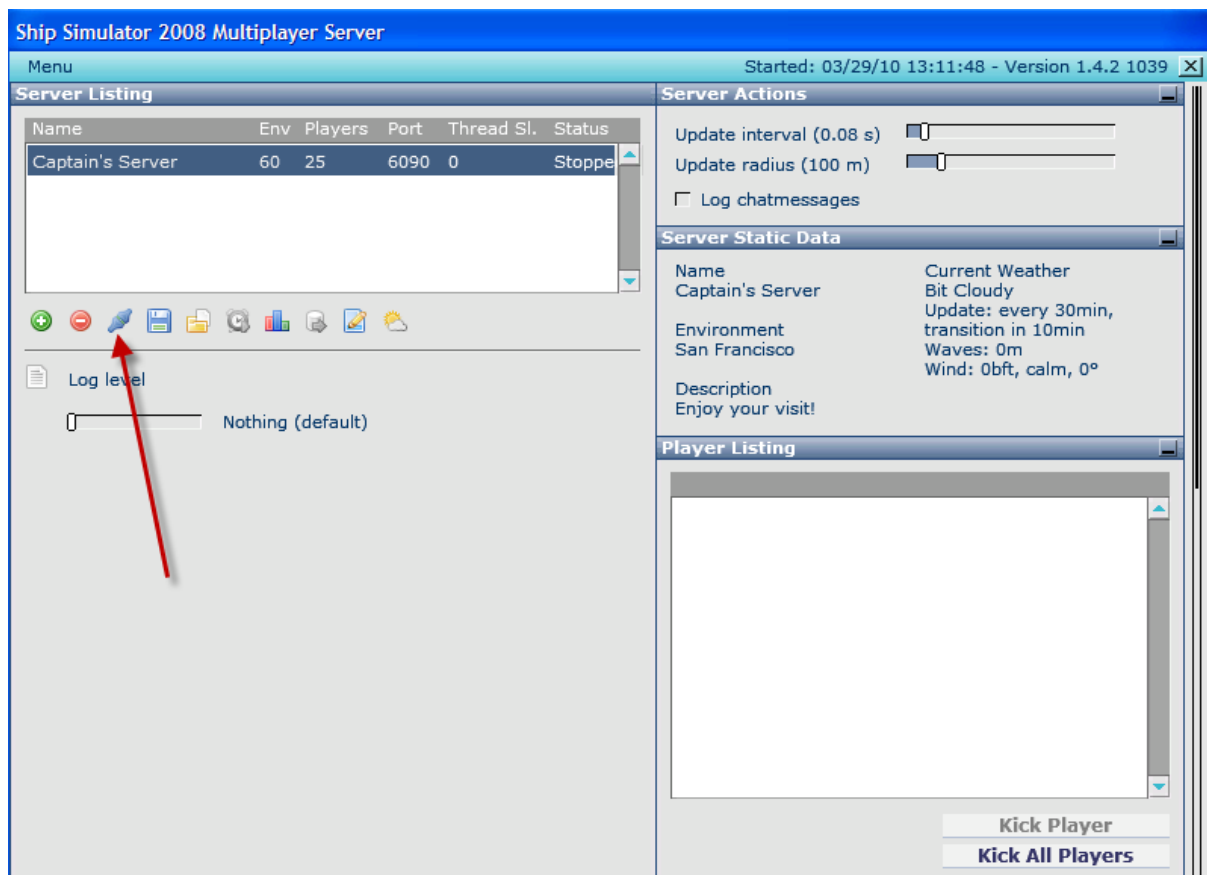 Ship Simulator 2008 Multiplayer Server
Menu
Started: 03/29/10 13:11:48 - Version 1.4.2 1039
Server Listing
Name Env Players Port Thread Sl. Status
Captain's Server 60 25 6090 0 Stoppe
Log level
Nothing (default)
Server Actions
Update interval (0.08 s)
Update radius (100 m)
Log chatmessages
Server Static Data
Name
Captain's Server
Environment
San Francisco
Description
Enjoy your visit!
Current Weather
Bit Cloudy
Update: every 30min,
transition in 10min
Waves: 0m
Wind: 0bft, calm, 0°
Player Listing
Kick Player
Kick All Players